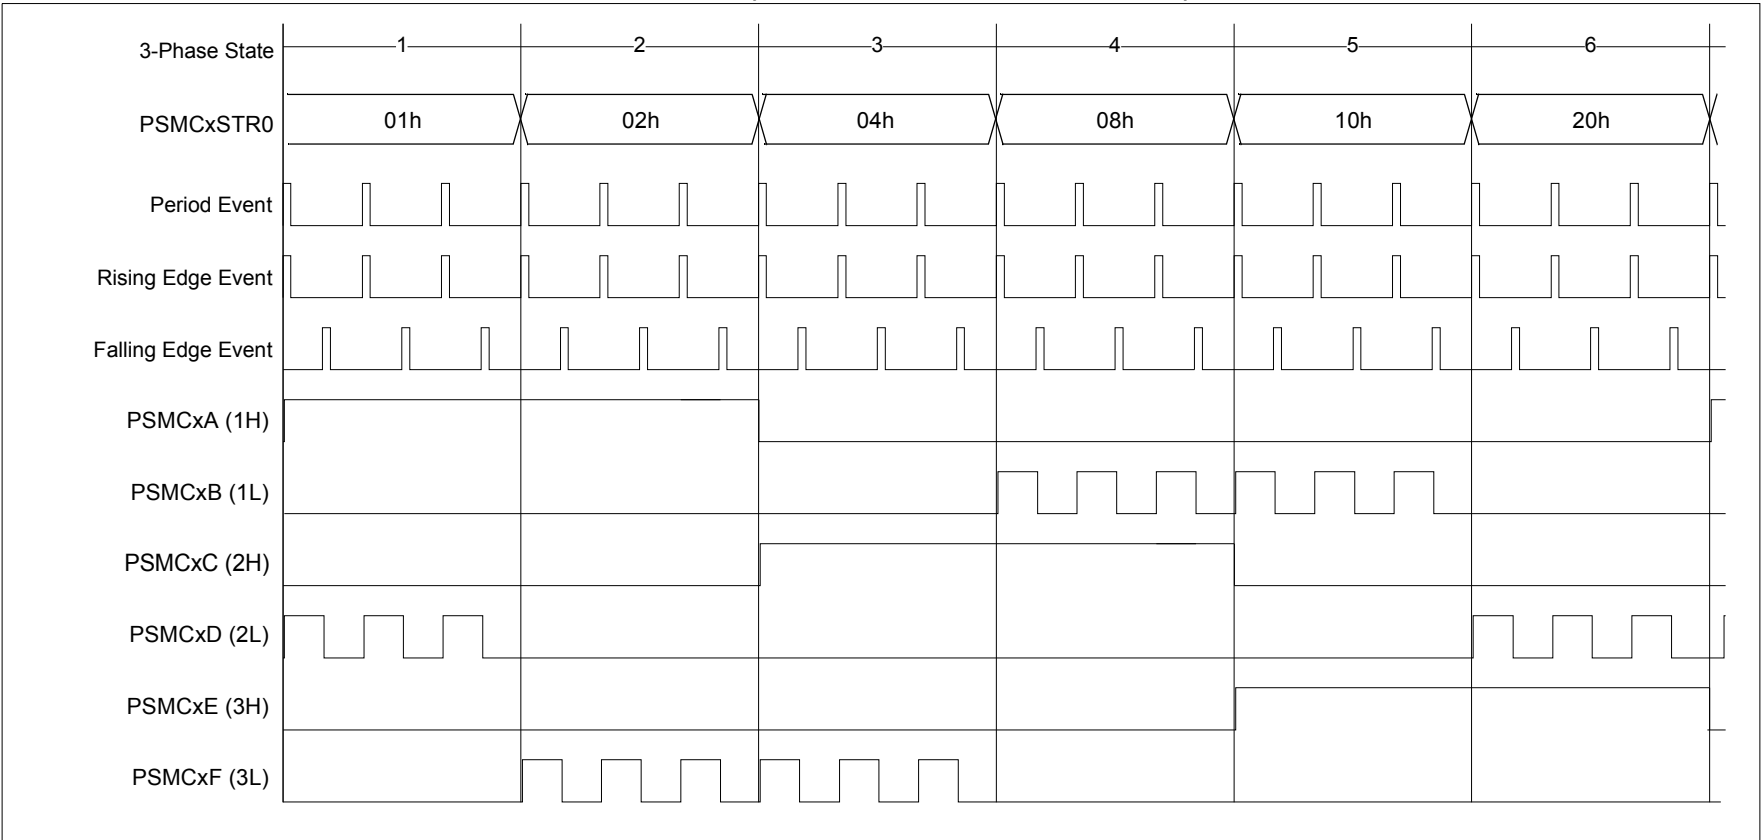 3-Phase State 1 2 3 4 5 6
PSMCxSTR0 01h 02h 04h 08h 10h 20h
Period Event
Rising Edge Event
Falling Edge Event
PSMCxA (1H)
PSMCxB (1L)
PSMCxC (2H)
PSMCxD (2L)
PSMCxE (3H)
PSMCxF (3L)